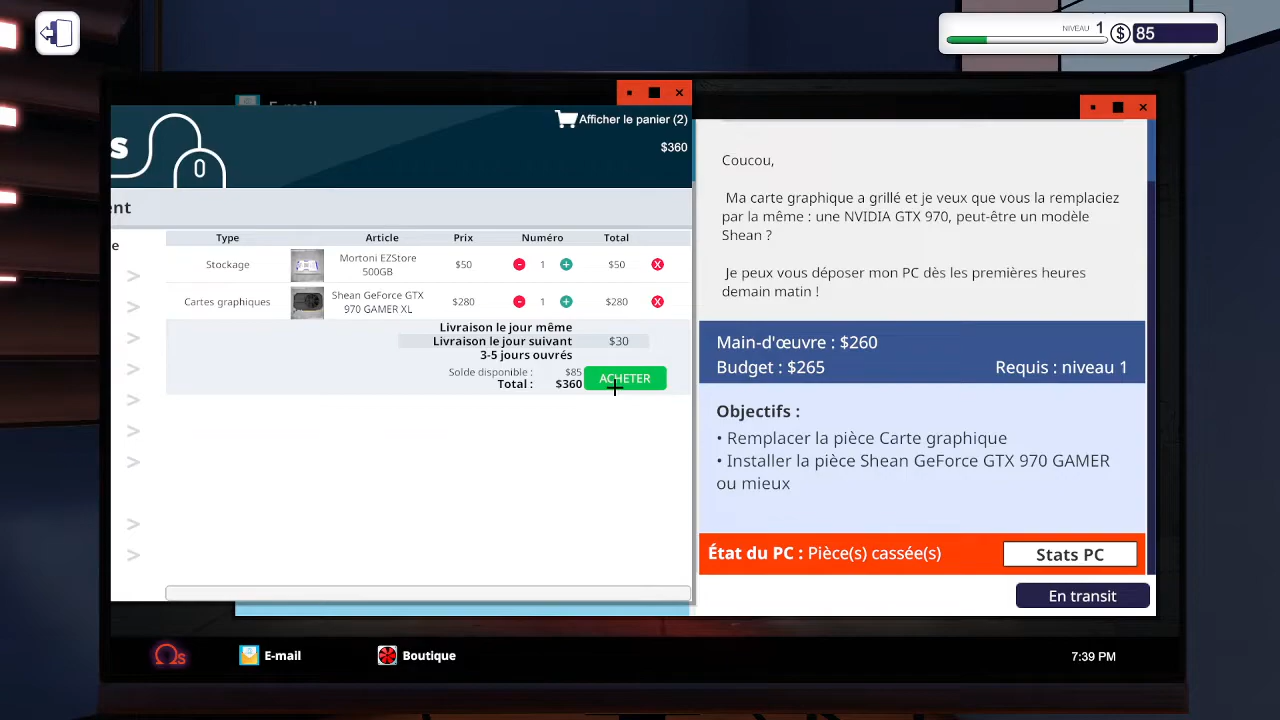 NIVEAU 1 $ 85
E-mail
s
Afficher le panier (2)
$360
ent
e
Type Article Prix Numéro Total
Stockage Mortoni EZStore 500GB $50 1 $50
Cartes graphiques Shean GeForce GTX 970 GAMER XL $280 1 $280
Livraison le jour même
Livraison le jour suivant $30
3-5 jours ouvrés
Solde disponible : $85
Total : $360
ACHETER
Coucou,
Ma carte graphique a grillé et je veux que vous la remplaciez
par la même : une NVIDIA GTX 970, peut-être un modèle
Shean ?
Je peux vous déposer mon PC dès les premières heures
demain matin !
Main-d'œuvre : $260
Budget : $265 Requis : niveau 1
Objectifs :
• Remplacer la pièce Carte graphique
• Installer la pièce Shean GeForce GTX 970 GAMER
ou mieux
État du PC : Pièce(s) cassée(s) Stats PC
En transit
Ωs E-mail Boutique 7:39 PM